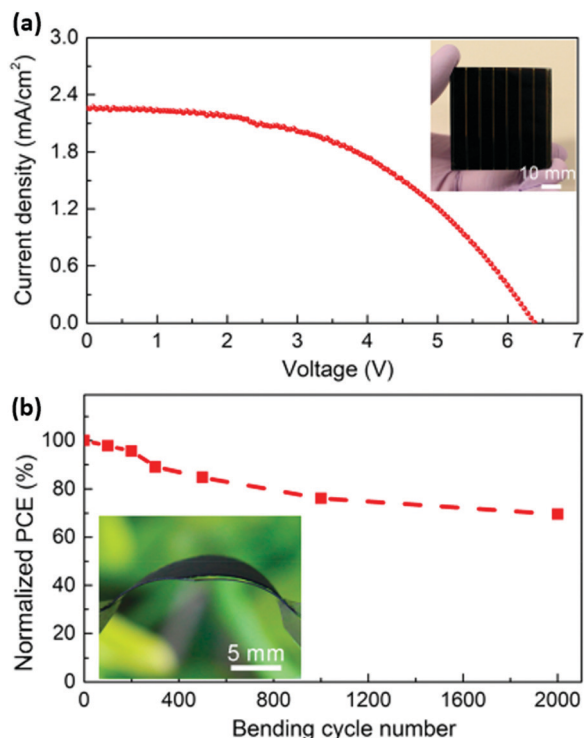 (a)
3.0
2.4
1.8
1.2
0.6
0.0
Current density (mA/cm²)
10 mm
0 1 2 3 4 5 6 7
Voltage (V)
(b)
100
80
60
40
20
0
Normalized PCE (%)
5 mm
0 400 800 1200 1600 2000
Bending cycle number